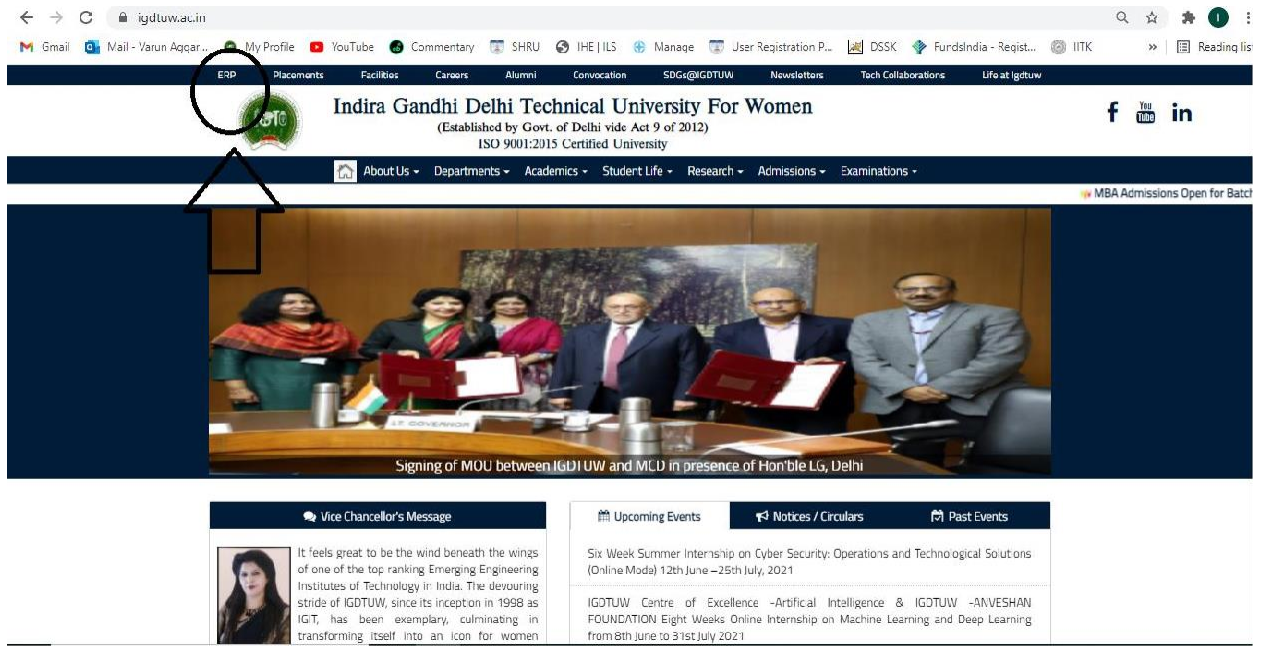 igdtuw.ac.in
Gmail Mail - Varun Aggar... My Profile YouTube Commentary SHRU IHE | ILS Manage User Registration P... DSSK FundsIndia - Regist... IITK » Reading lis
ERP Placements Facilities Careers Alumni Convocation SDGs@IGDTUW Newsletters Tech Collaborations Life at Igdtuw
Indira Gandhi Delhi Technical University For Women
(Established by Govt. of Delhi vide Act 9 of 2012)
ISO 9001:2015 Certified University
f You Tube in
About Us Departments Academics Student Life Research Admissions Examinations
MBA Admissions Open for Batch
LT. GOVERNOR
Signing of MOU between IGDTUW and MCD in presence of Hon'ble LG, Delhi
Vice Chancellor's Message
It feels great to be the wind beneath the wings
of one of the top ranking Emerging Engineering
Institutes of Technology in India. The devouring
stride of IGDTUW, since its inception in 1998 as
IGIT, has been exemplary, culminating in
transforming itself into an icon for women
Upcoming Events Notices / Circulars Past Events
Six Week Summer Internship on Cyber Security: Operations and Technological Solutions
(Online Mode) 12th June –25th July, 2021
IGDTUW Centre of Excellence -Artificial Intelligence & IGDTUW -ANVESHAN
FOUNDATION Eight Weeks Online Internship on Machine Learning and Deep Learning
from 8th June to 31st July 2021